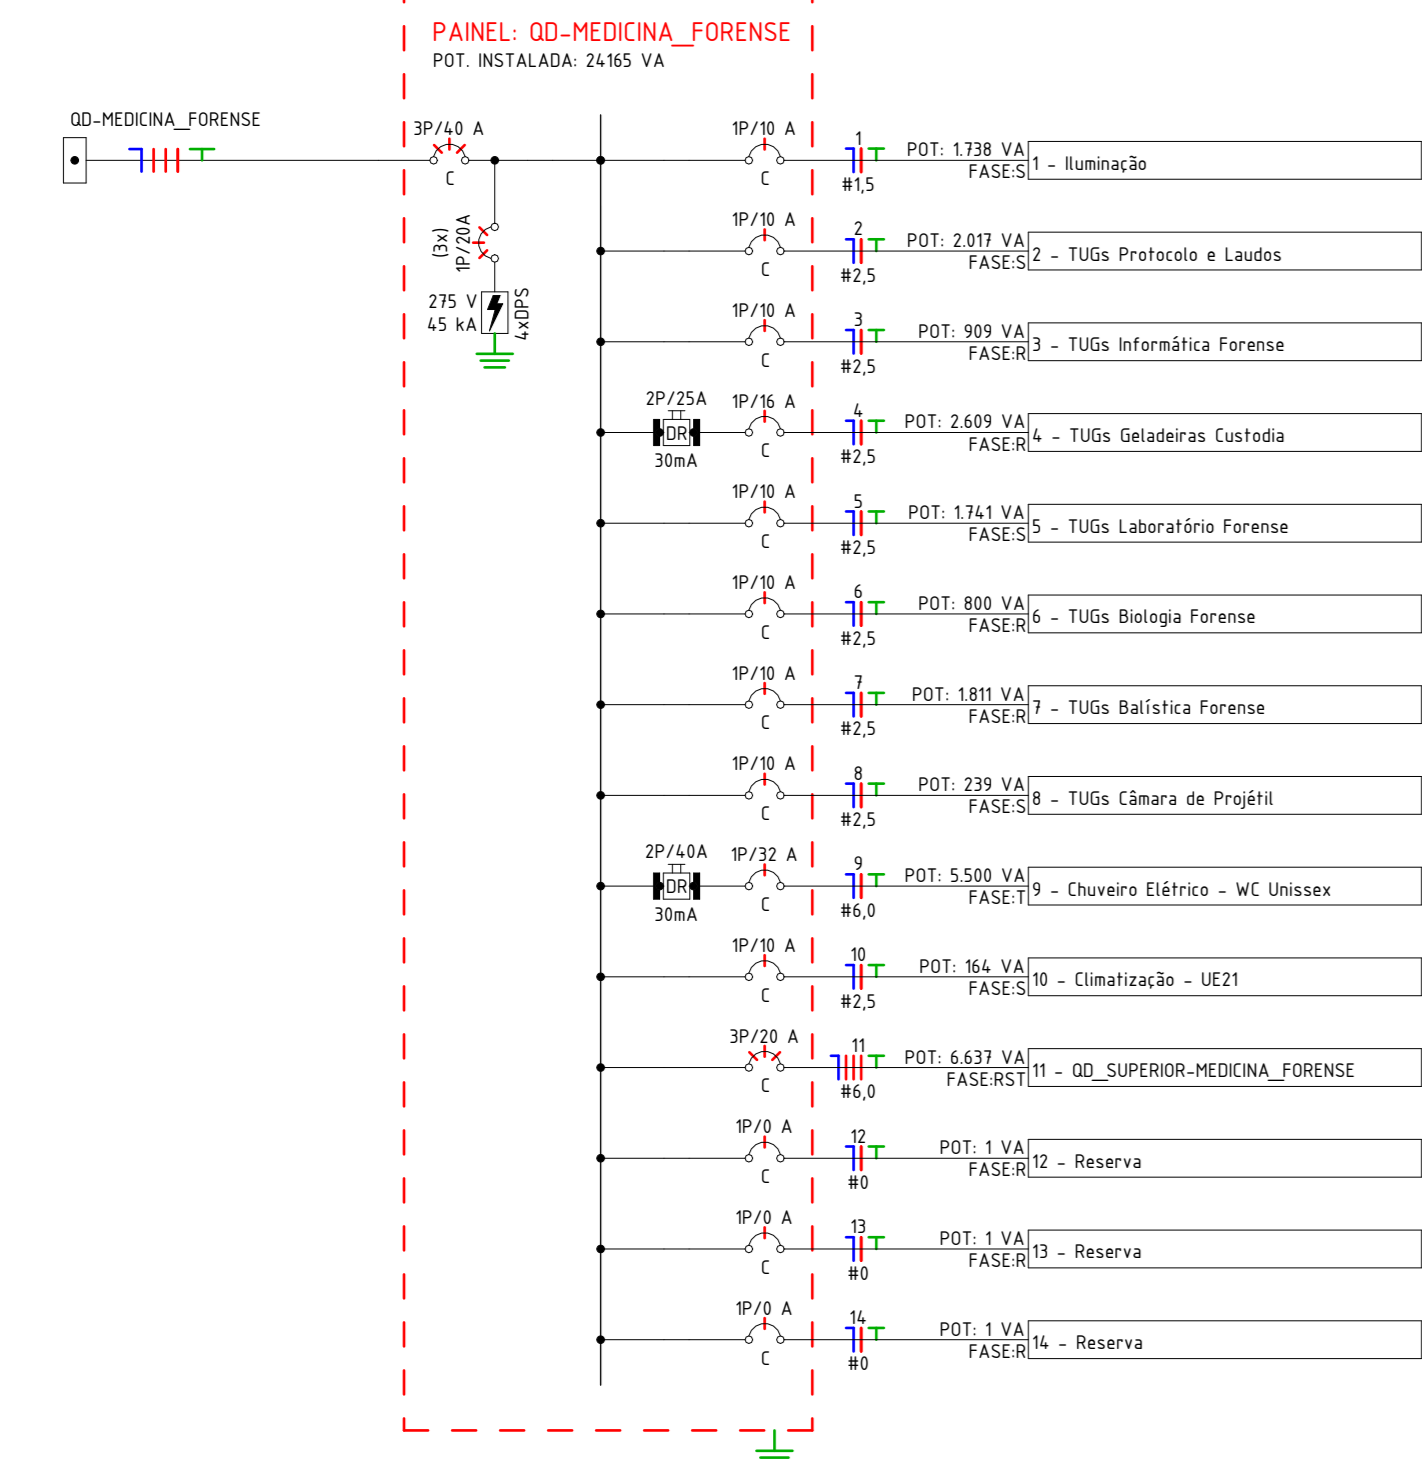 PAINEL: QD-MEDICINA_FORENSE
POT. INSTALADA: 24165 VA
QD-MEDICINA_FORENSE
3P/40 A
C
(3x)
1P/20A
275 V
45 kA
4xDPS
1P/10 A
C
1
#1,5
POT: 1.738 VA
FASE:S
1 - Iluminação
1P/10 A
C
2
#2,5
POT: 2.017 VA
FASE:S
2 - TUGs Protocolo e Laudos
1P/10 A
C
3
#2,5
POT: 909 VA
FASE:R
3 - TUGs Informática Forense
2P/25A
DR
30mA
1P/16 A
C
4
#2,5
POT: 2.609 VA
FASE:R
4 - TUGs Geladeiras Custodia
1P/10 A
C
5
#2,5
POT: 1.741 VA
FASE:S
5 - TUGs Laboratório Forense
1P/10 A
C
6
#2,5
POT: 800 VA
FASE:R
6 - TUGs Biologia Forense
1P/10 A
C
7
#2,5
POT: 1.811 VA
FASE:R
7 - TUGs Balística Forense
1P/10 A
C
8
#2,5
POT: 239 VA
FASE:S
8 - TUGs Câmara de Projétil
2P/40A
DR
30mA
1P/32 A
C
9
#6,0
POT: 5.500 VA
FASE:T
9 - Chuveiro Elétrico - WC Unissex
1P/10 A
C
10
#2,5
POT: 164 VA
FASE:S
10 - Climatização - UE21
3P/20 A
C
11
#6,0
POT: 6.637 VA
FASE:RST
11 - QD_SUPERIOR-MEDICINA_FORENSE
1P/0 A
C
12
#0
POT: 1 VA
FASE:R
12 - Reserva
1P/0 A
C
13
#0
POT: 1 VA
FASE:R
13 - Reserva
1P/0 A
C
14
#0
POT: 1 VA
FASE:R
14 - Reserva